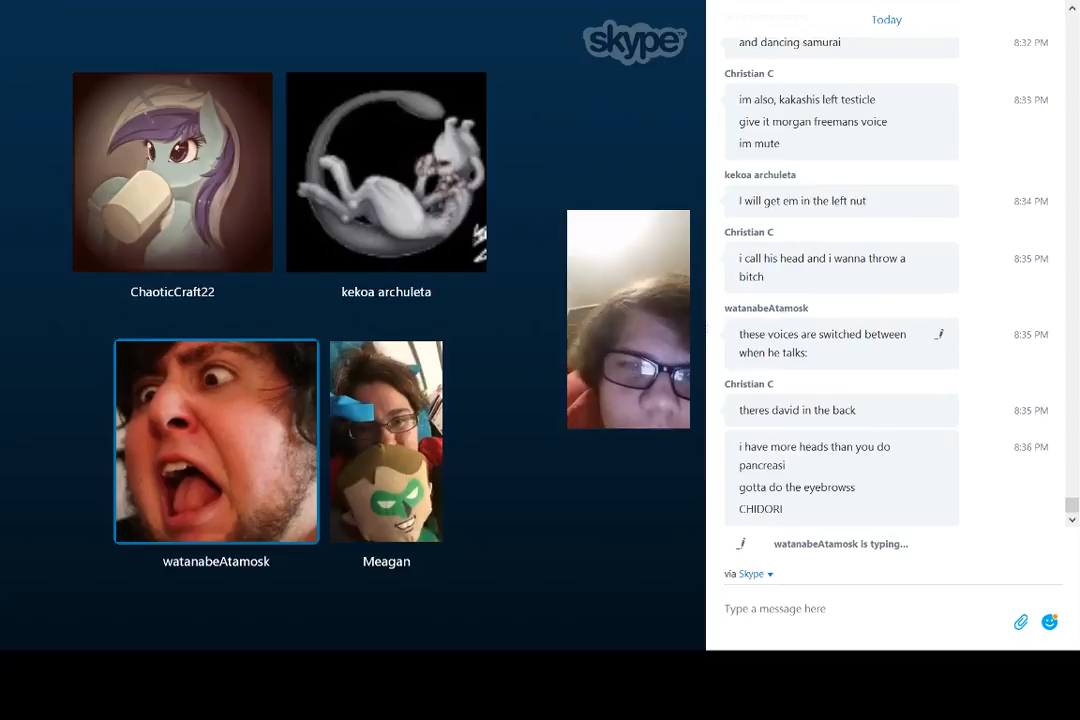 skype
ChaoticCraft22
kekoa archuleta
watanabeAtamosk
Meagan
Today
and dancing samurai
8:32 PM
Christian C
im also, kakashis left testicle
8:33 PM
give it morgan freemans voice
im mute
kekoa archuleta
I will get em in the left nut
8:34 PM
Christian C
i call his head and i wanna throw a
8:35 PM
bitch
watanabeAtamosk
these voices are switched between
8:35 PM
when he talks:
Christian C
theres david in the back
8:35 PM
i have more heads than you do
8:36 PM
pancreasi
gotta do the eyebrowss
CHIDORI
watanabeAtamosk is typing...
via Skype
Type a message here